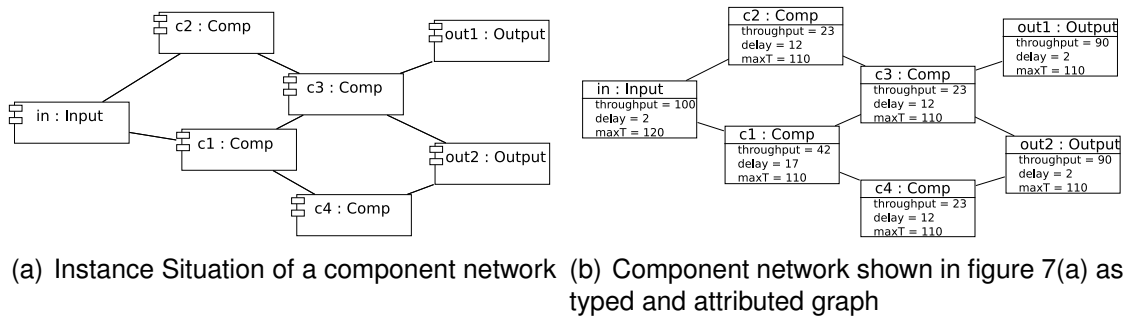 c2 : Comp
out1 : Output
c3 : Comp
in : Input
c1 : Comp
out2 : Output
c4 : Comp
(a) Instance Situation of a component network
c2 : Comp
throughput = 23
delay = 12
maxT = 110
out1 : Output
throughput = 90
delay = 2
maxT = 110
c3 : Comp
throughput = 23
delay = 12
maxT = 110
in : Input
throughput = 100
delay = 2
maxT = 120
c1 : Comp
throughput = 42
delay = 17
maxT = 110
out2 : Output
throughput = 90
delay = 2
maxT = 110
c4 : Comp
throughput = 23
delay = 12
maxT = 110
(b) Component network shown in figure 7(a) as
typed and attributed graph